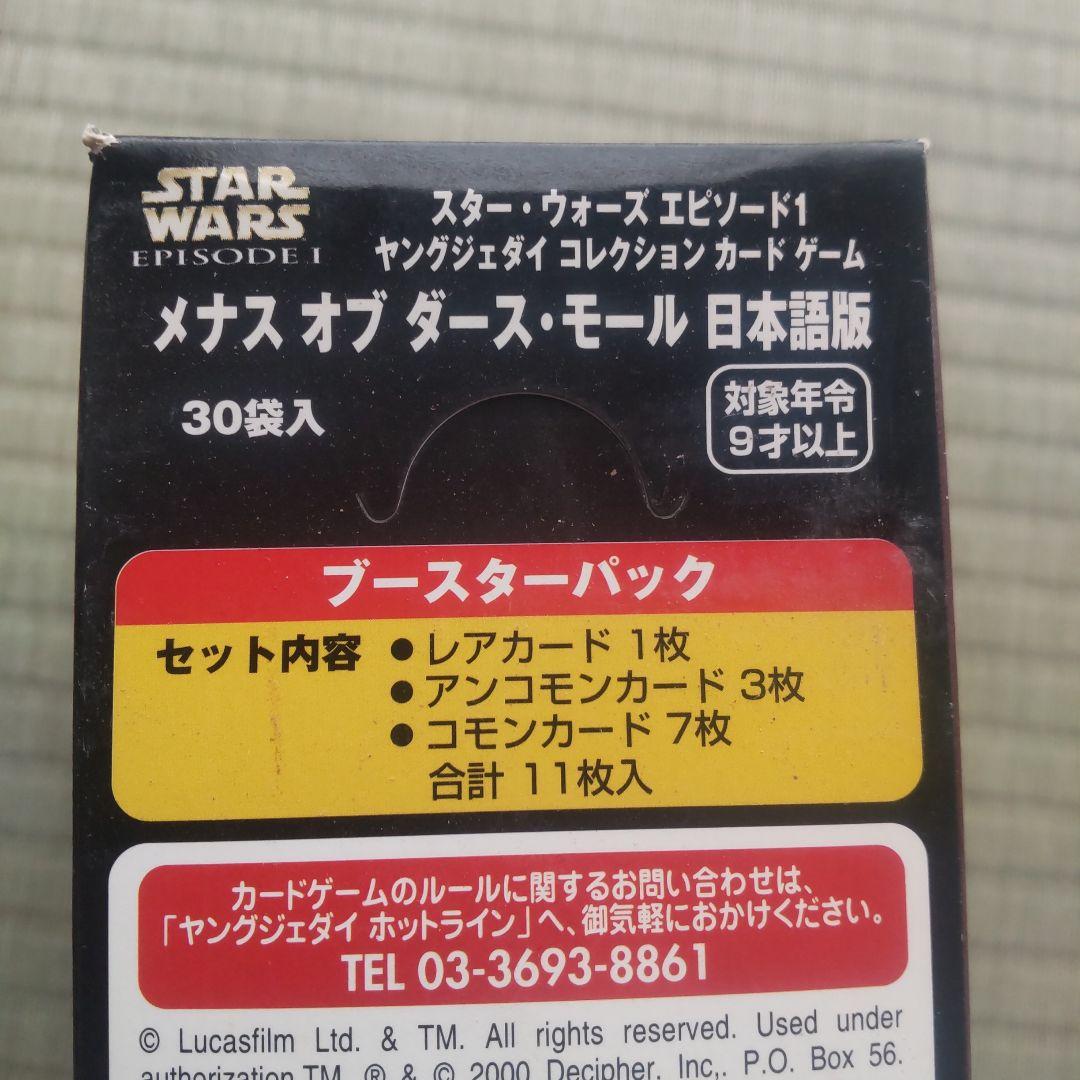 STAR
WARS
EPISODE I
スター・ウォーズ エピソード1
ヤングジェダイ コレクション カード ゲーム
メナス オブ ダース・モール 日本語版
30袋入
対象年令
9才以上
ブースターパック
セット内容 ● レアカード 1枚
● アンコモンカード 3枚
● コモンカード 7枚
合計 11枚入
カードゲームのルールに関するお問い合わせは、
「ヤングジェダイ ホットライン」へ、御気軽におかけください。
TEL 03-3693-8861
© Lucasfilm Ltd. & TM. All rights reserved. Used under
authorization.TM, ® & © 2000 Decipher, Inc,. P.O. Box 56.